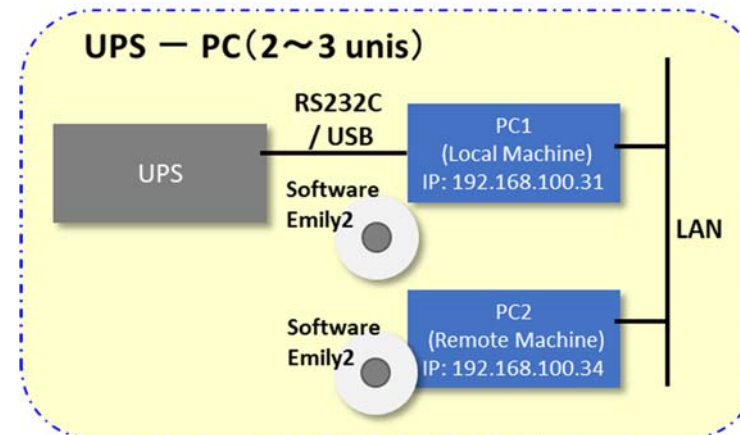 UPS － PC（2～3 unis）
RS232C
/ USB
UPS
PC1
(Local Machine)
IP: 192.168.100.31
Software
Emily2
LAN
PC2
(Remote Machine)
IP: 192.168.100.34
Software
Emily2